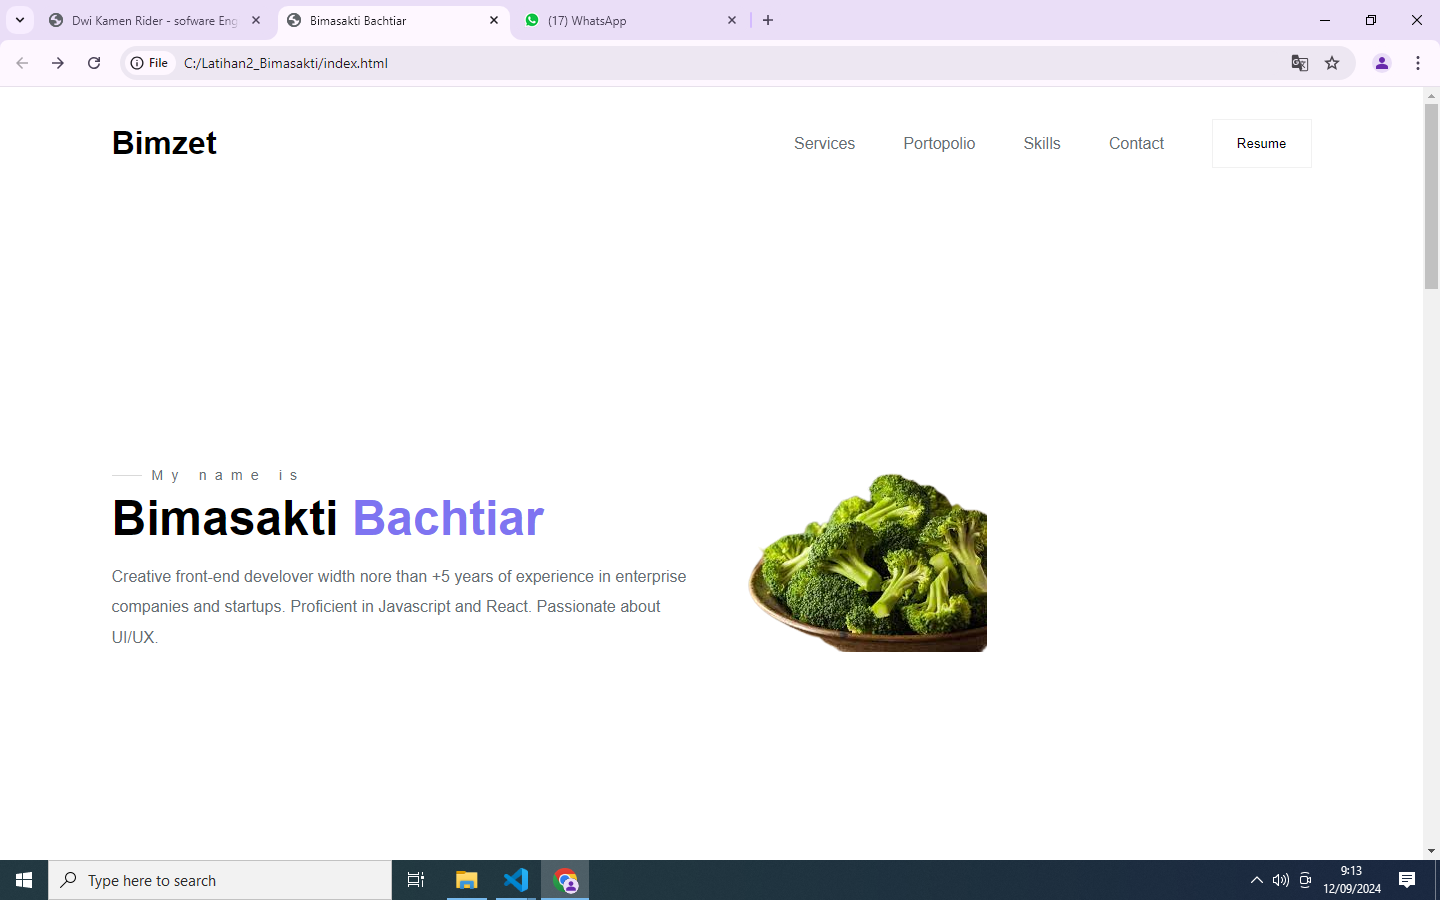 Dwi Kamen Rider - sofware Eng
Bimasakti Bachtiar
(17) WhatsApp
File
C:/Latihan2_Bimasakti/index.html
Bimzet
Services
Portopolio
Skills
Contact
Resume
My name is
Bimasakti Bachtiar
Creative front-end develover width nore than +5 years of experience in enterprise
companies and startups. Proficient in Javascript and React. Passionate about
UI/UX.
Type here to search
9:13
12/09/2024